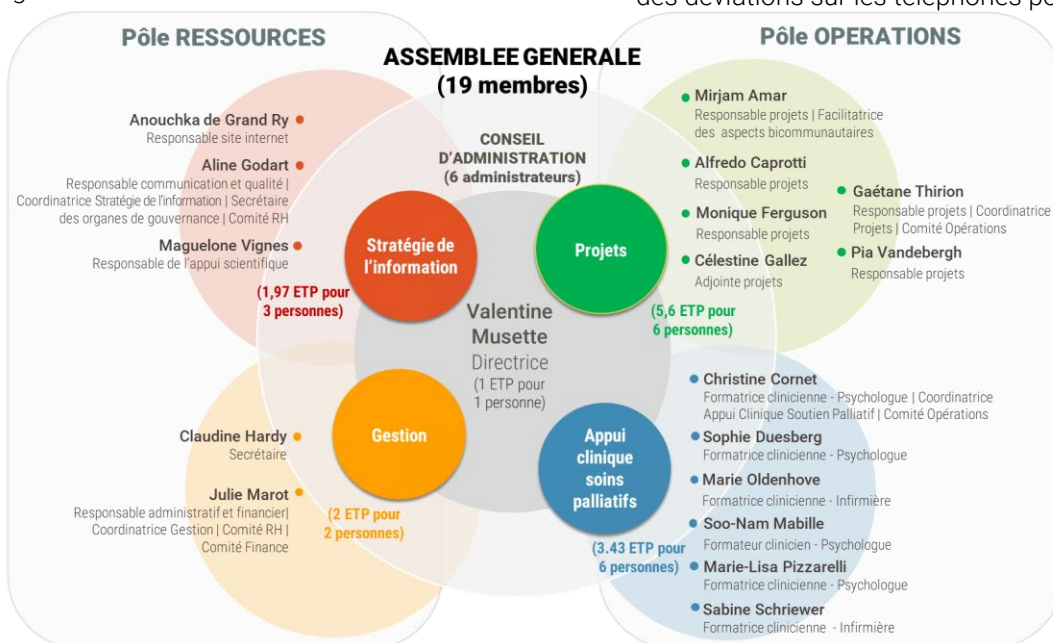 des déviations sur les téléphones
Pôle RESSOURCES
ASSEMBLEE GENERALE
(19 membres)
Pôle OPERATIONS
CONSEIL
D'ADMINISTRATION
(6 administrateurs)
Anouchka de Grand Ry
Responsable site internet
Aline Godart
Responsable communication et qualité |
Coordinatrice Stratégie de l'information | Secrétaire
des organes de gouvernance | Comité RH
Maguelone Vignes
Responsable de l'appui scientifique
(1,97 ETP pour
3 personnes)
Stratégie de
l'information
Projets
Mirjam Amar
Responsable projets | Facilitatrice
des aspects bicommunautaires
Alfredo Caprotti
Responsable projets
Monique Ferguson
Responsable projets
Célestine Gallez
Adjointe projets
Gaétane Thirion
Responsable projets | Coordinatrice
Projets | Comité Opérations
Pia Vandebergh
Responsable projets
(5,6 ETP pour
6 personnes)
Valentine
Musette
Directrice
(1 ETP pour
1 personne)
Claudine Hardy
Secrétaire
Julie Marot
Responsable administratif et financier|
Coordinatrice Gestion | Comité RH |
Comité Finance
(2 ETP pour
2 personnes)
Gestion
Appui
clinique
soins
palliatifs
(3.43 ETP pour
6 personnes)
Christine Cornet
Formatrice clinicienne - Psychologue | Coordinatrice
Appui Clinique Soutien Palliatif | Comité Opérations
Sophie Duesberg
Formatrice clinicienne - Psychologue
Marie Oldenhove
Formatrice clinicienne - Infirmière
Soo-Nam Mabille
Formateur clinicien - Psychologue
Marie-Lisa Pizzarelli
Formatrice clinicienne - Psychologue
Sabine Schriewer
Formatrice clinicienne - Infirmière